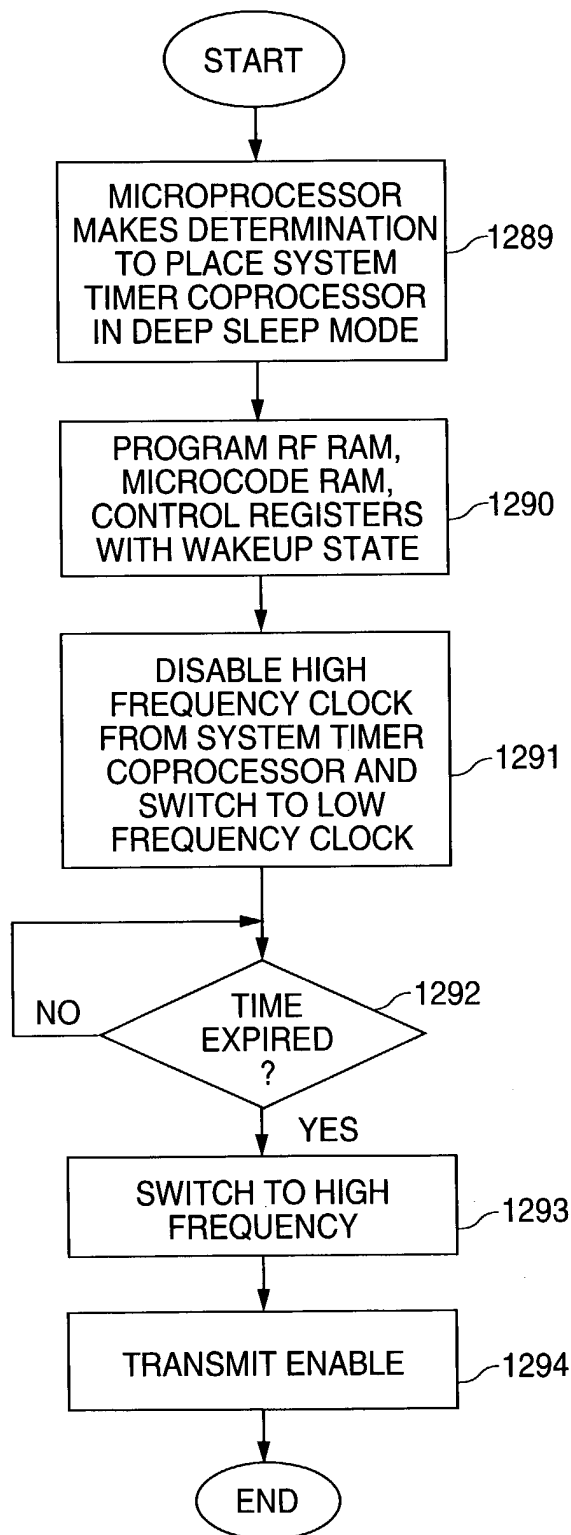 START
MICROPROCESSOR
MAKES DETERMINATION
TO PLACE SYSTEM
TIMER COPROCESSOR
IN DEEP SLEEP MODE
1289
PROGRAM RF RAM,
MICROCODE RAM,
CONTROL REGISTERS
WITH WAKEUP STATE
1290
DISABLE HIGH
FREQUENCY CLOCK
FROM SYSTEM TIMER
COPROCESSOR AND
SWITCH TO LOW
FREQUENCY CLOCK
1291
TIME
EXPIRED
?
1292
NO
YES
SWITCH TO HIGH
FREQUENCY
1293
TRANSMIT ENABLE
1294
END